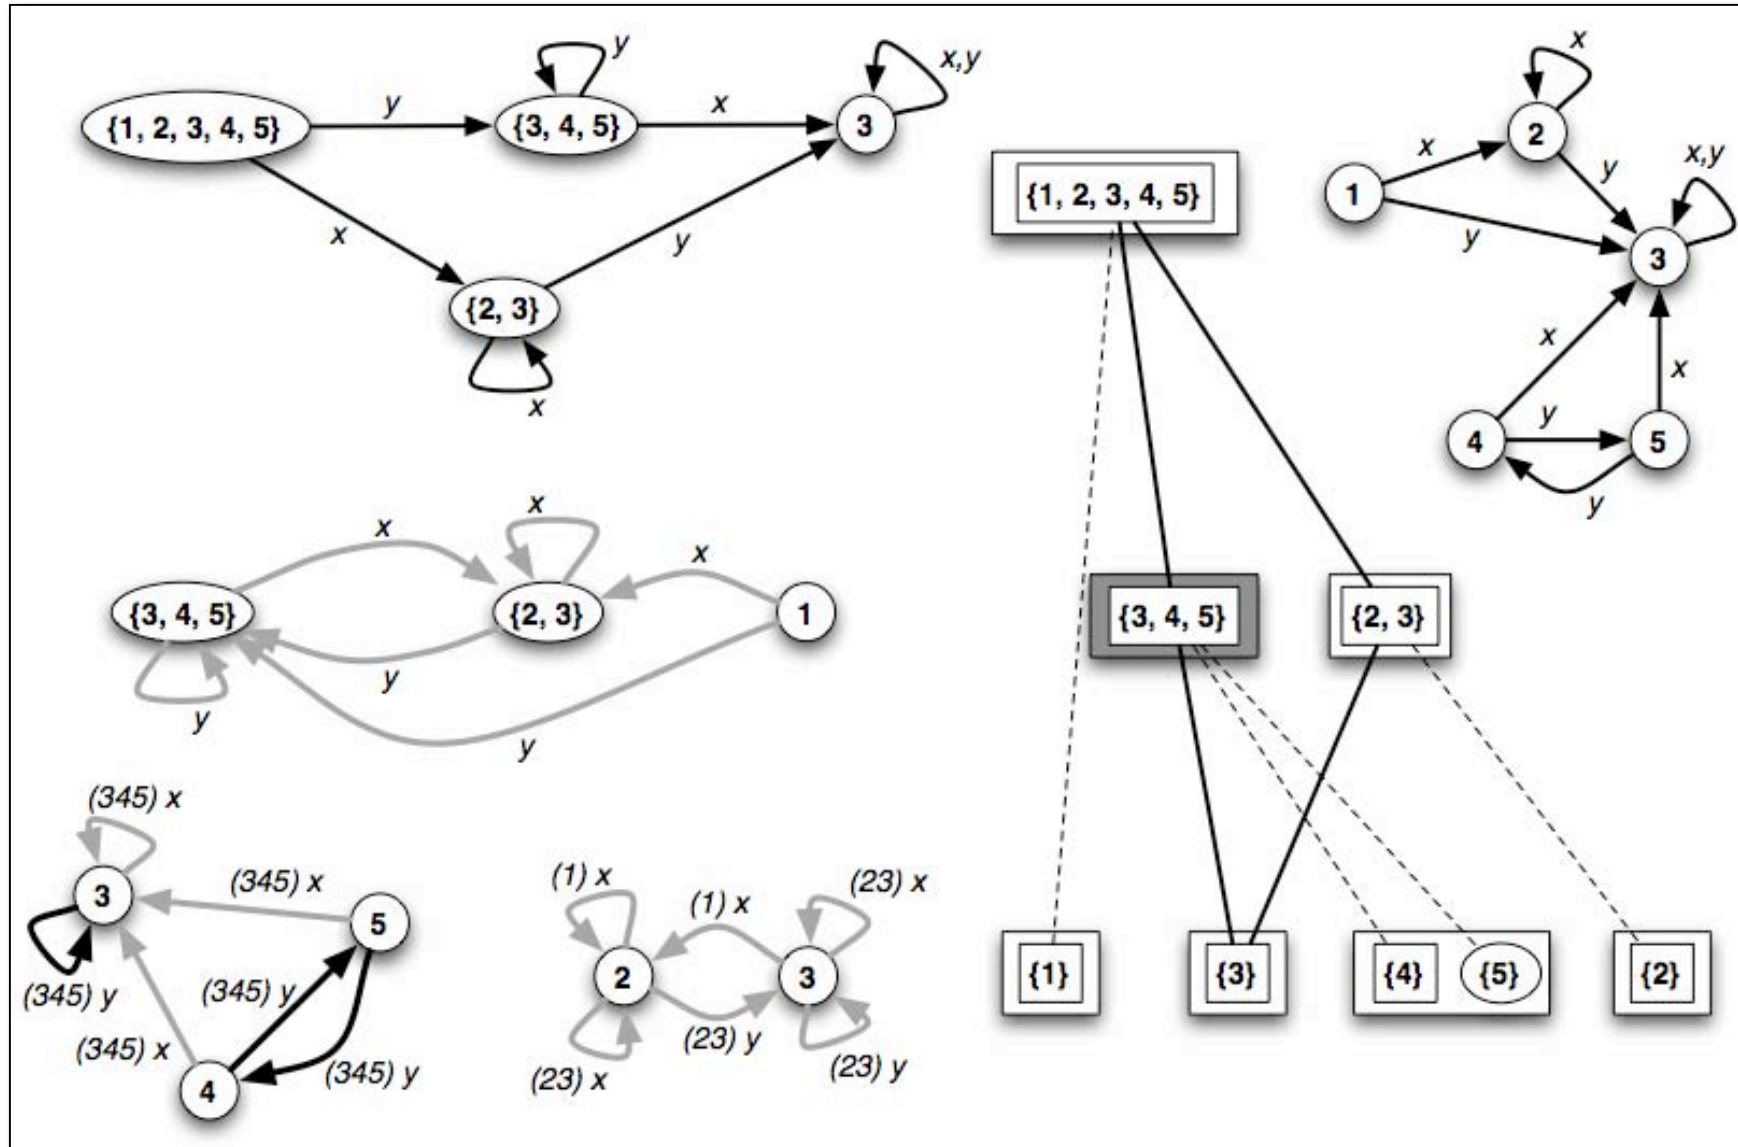 y
{1, 2, 3, 4, 5}
y
{3, 4, 5}
x
3
x,y
x
{2, 3}
y
x
{1, 2, 3, 4, 5}
x
2
x
1
y
x,y
y
3
x
x
4
y
5
y
x
x
x
{3, 4, 5}
{2, 3}
1
y
y
y
{3, 4, 5}
{2, 3}
(345) x
3
(345) x
5
(345) y
(345) y
(345) x
(345) y
4
(1) x
(1) x
(23) x
2
3
(23) y
(23) x
(23) y
{1}
{3}
{4}
{5}
{2}